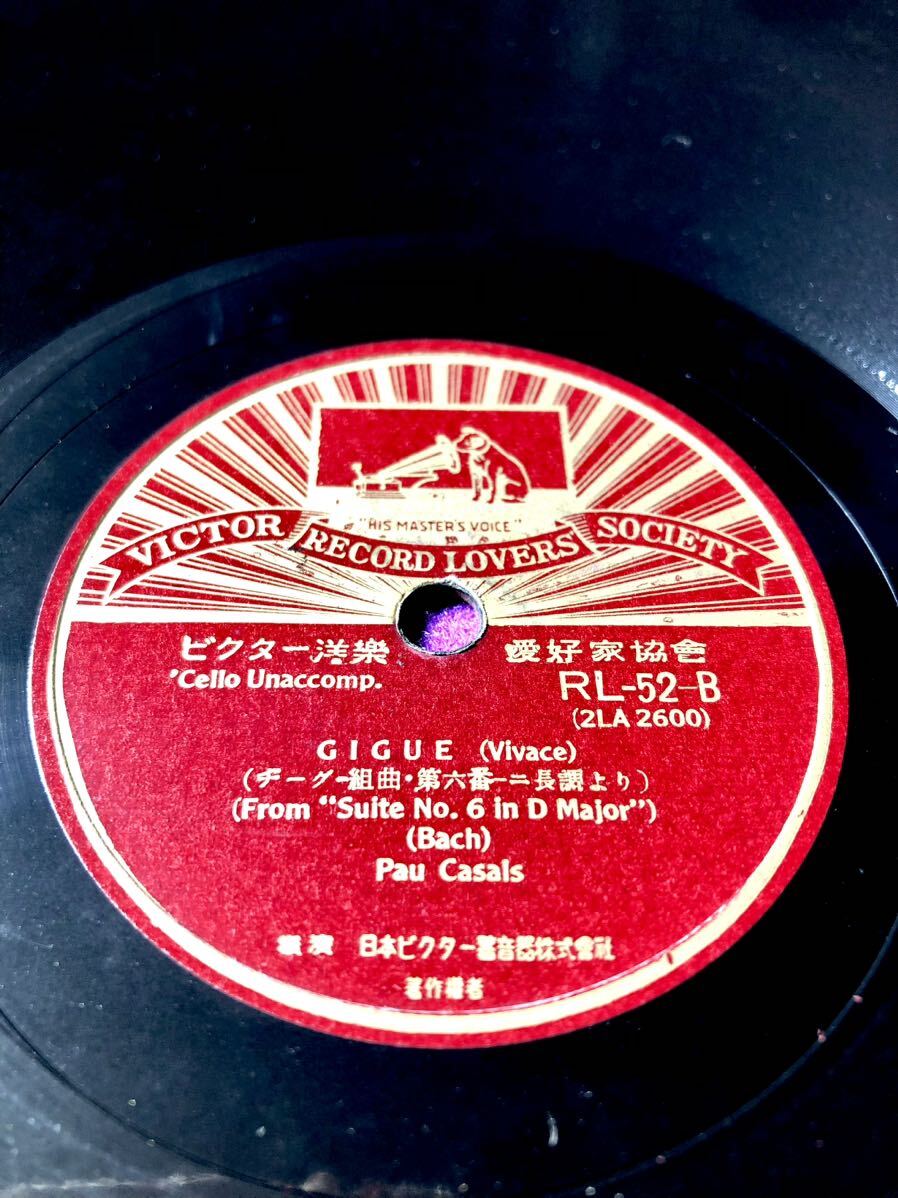 "HIS MASTER'S VOICE"
VICTOR RECORD LOVERS' SOCIETY
ビクター洋樂 愛好家協會
'Cello Unaccomp. RL-52-B
(2LA 2600)
GIGUE (Vivace)
(ヂーグー組曲・第六番ーニ長調より)
(From "Suite No. 6 in D Major")
(Bach)
Pau Casals
日本ビクター蓄音器株式會社
著作權者